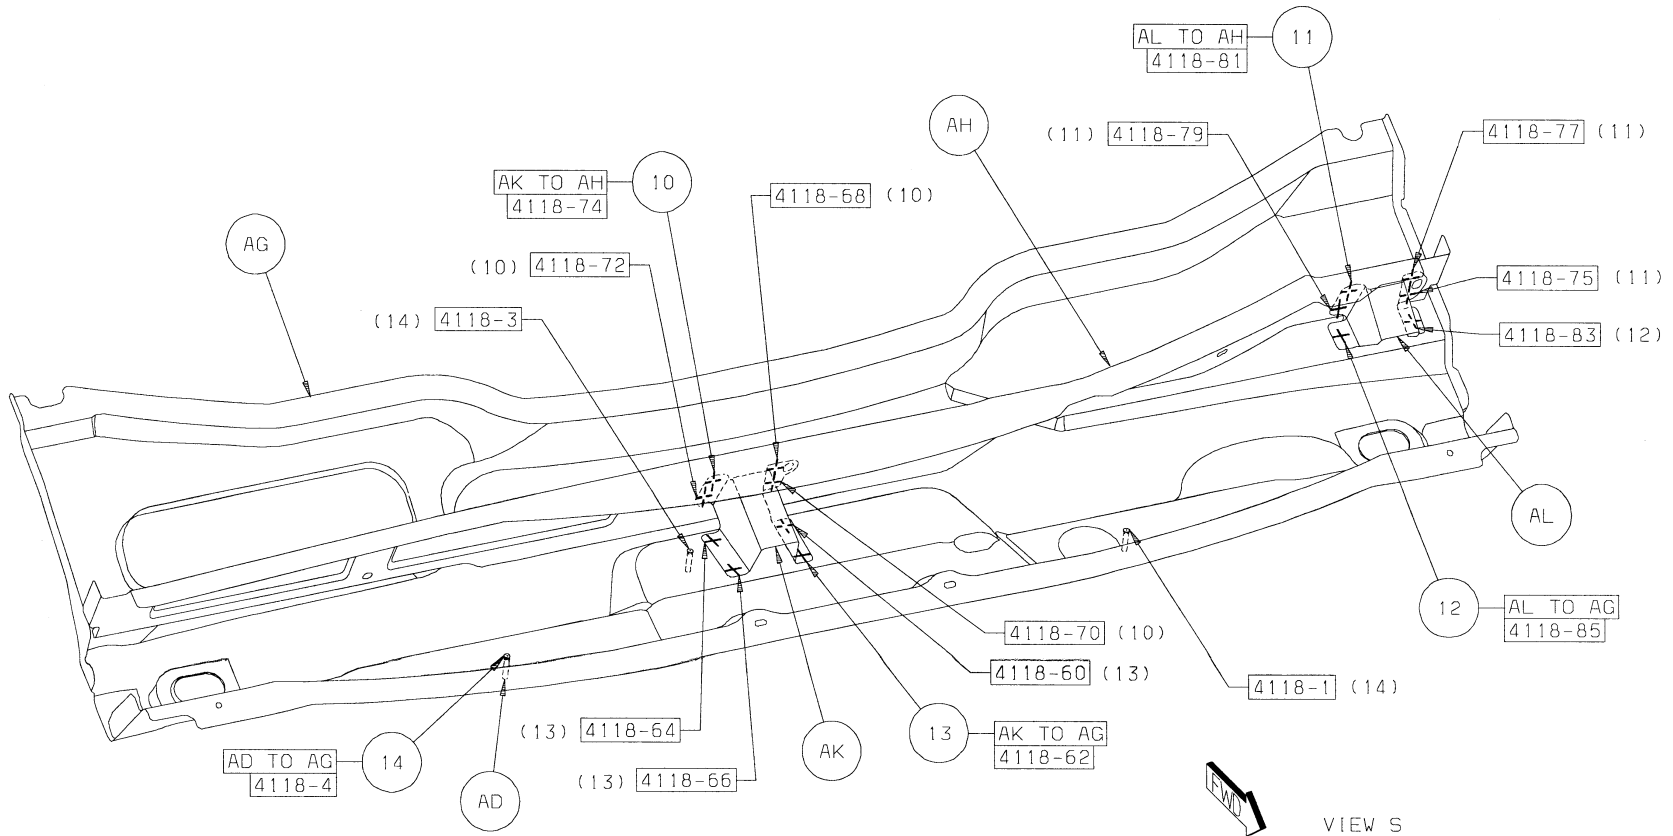 AL TO AH
4118-81
11
AH
(11) 4118-79
4118-77 (11)
AK TO AH
4118-74
10
4118-68 (10)
AG
(10) 4118-72
4118-75 (11)
(14) 4118-3
4118-83 (12)
AL
12
AL TO AG
4118-85
4118-70 (10)
4118-60 (13)
4118-1 (14)
(13) 4118-64
13
AK TO AG
4118-62
AK
AD TO AG
4118-4
14
(13) 4118-66
AD
FWD
VIEW S